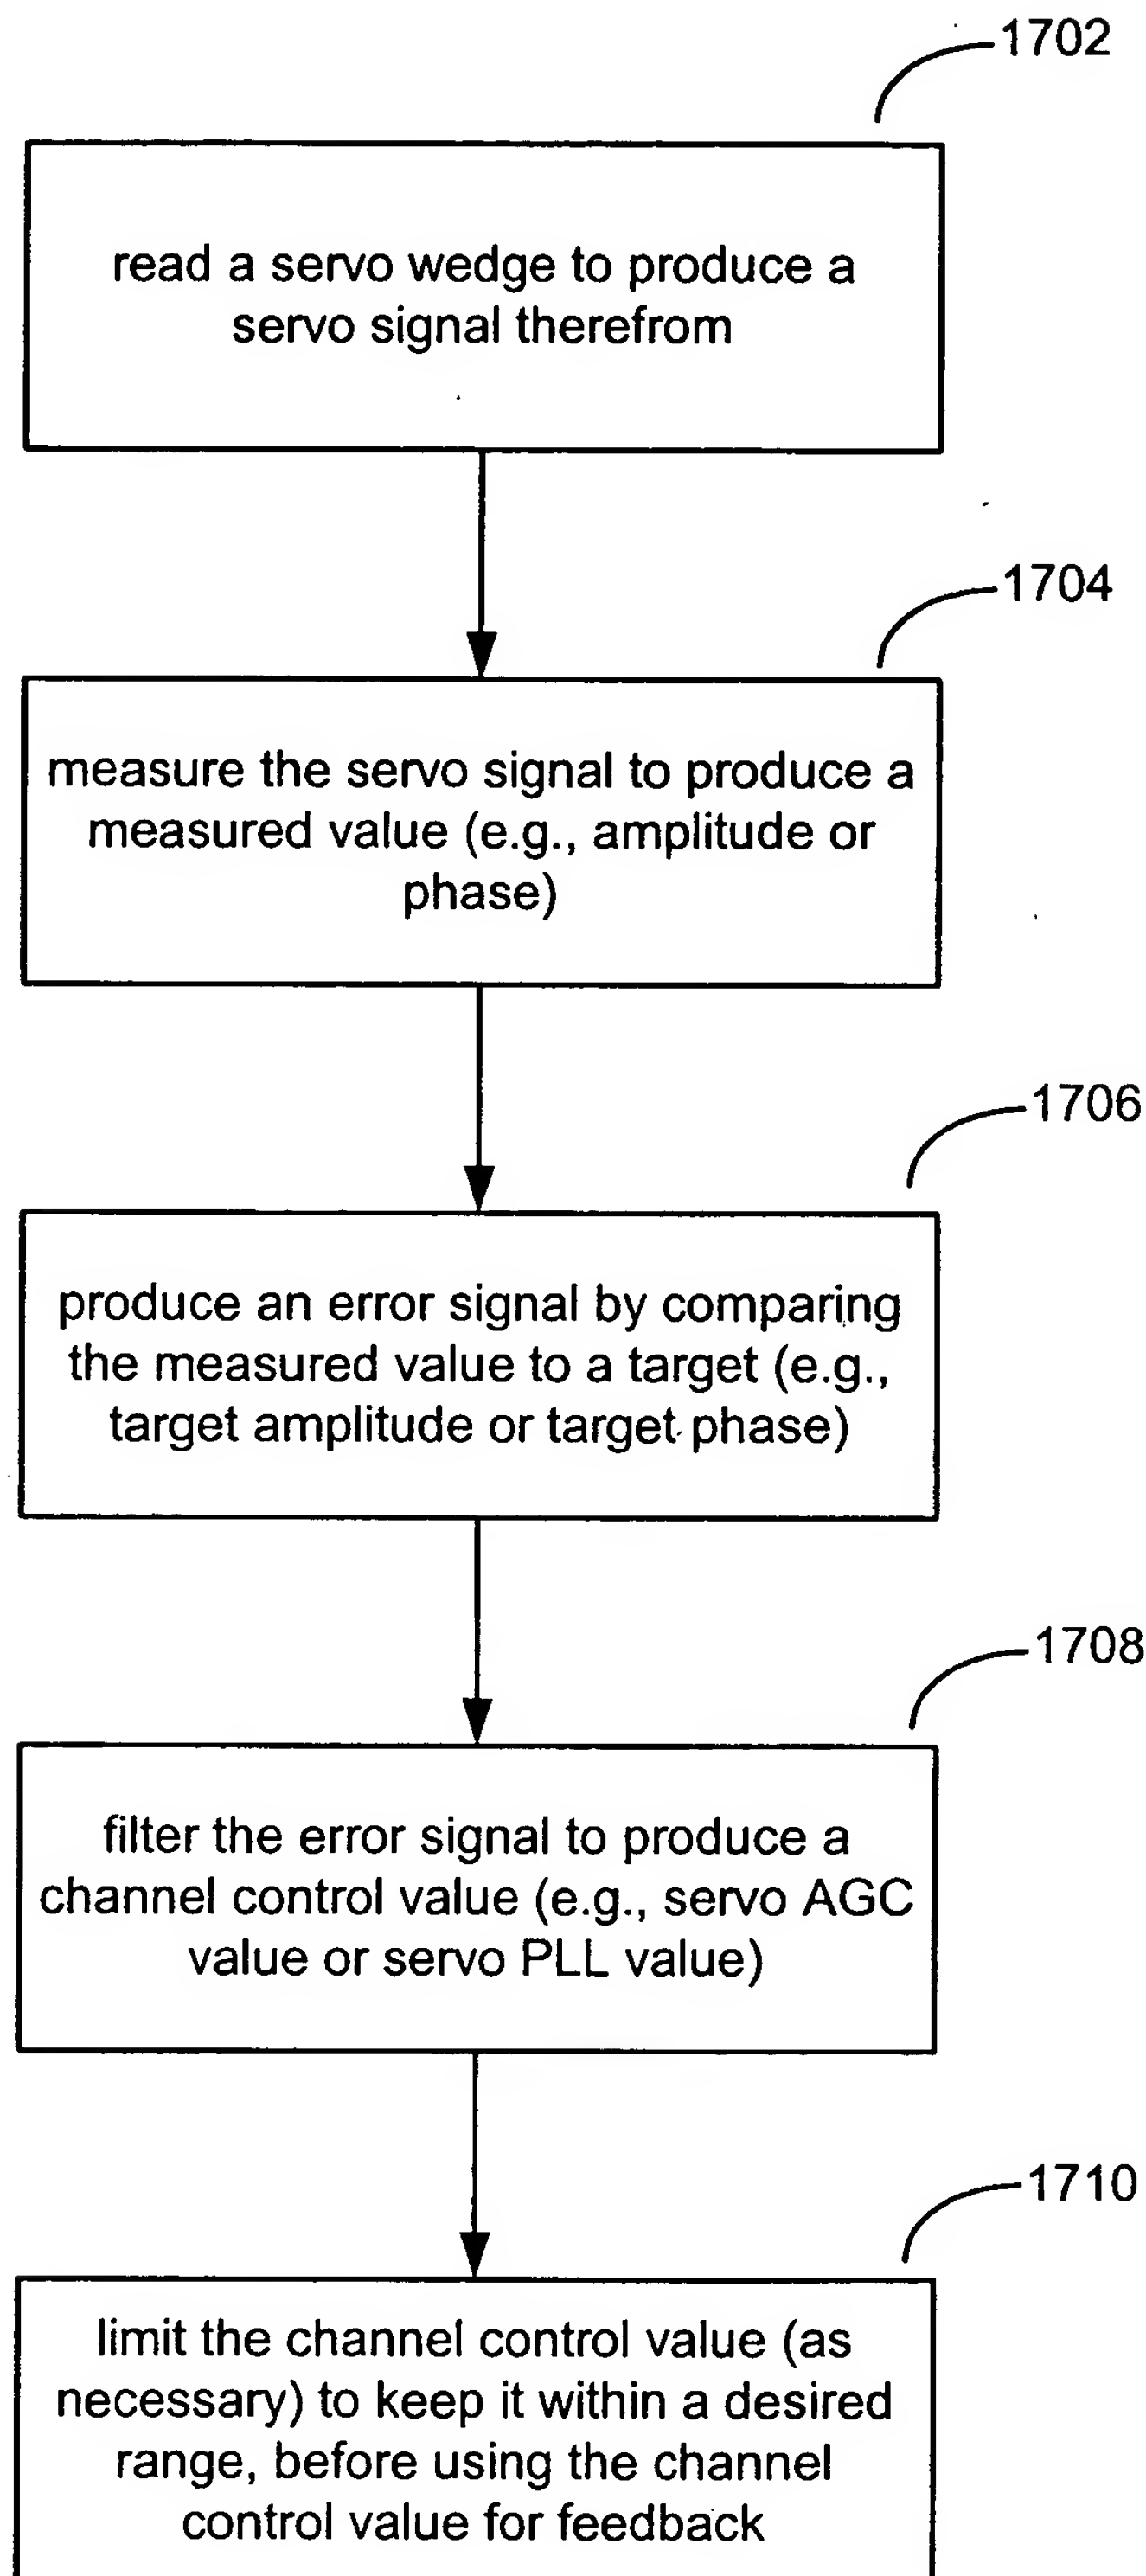 1702
read a servo wedge to produce a
servo signal therefrom
1704
measure the servo signal to produce a
measured value (e.g., amplitude or
phase)
1706
produce an error signal by comparing
the measured value to a target (e.g.,
target amplitude or target phase)
1708
filter the error signal to produce a
channel control value (e.g., servo AGC
value or servo PLL value)
1710
limit the channel control value (as
necessary) to keep it within a desired
range, before using the channel
control value for feedback